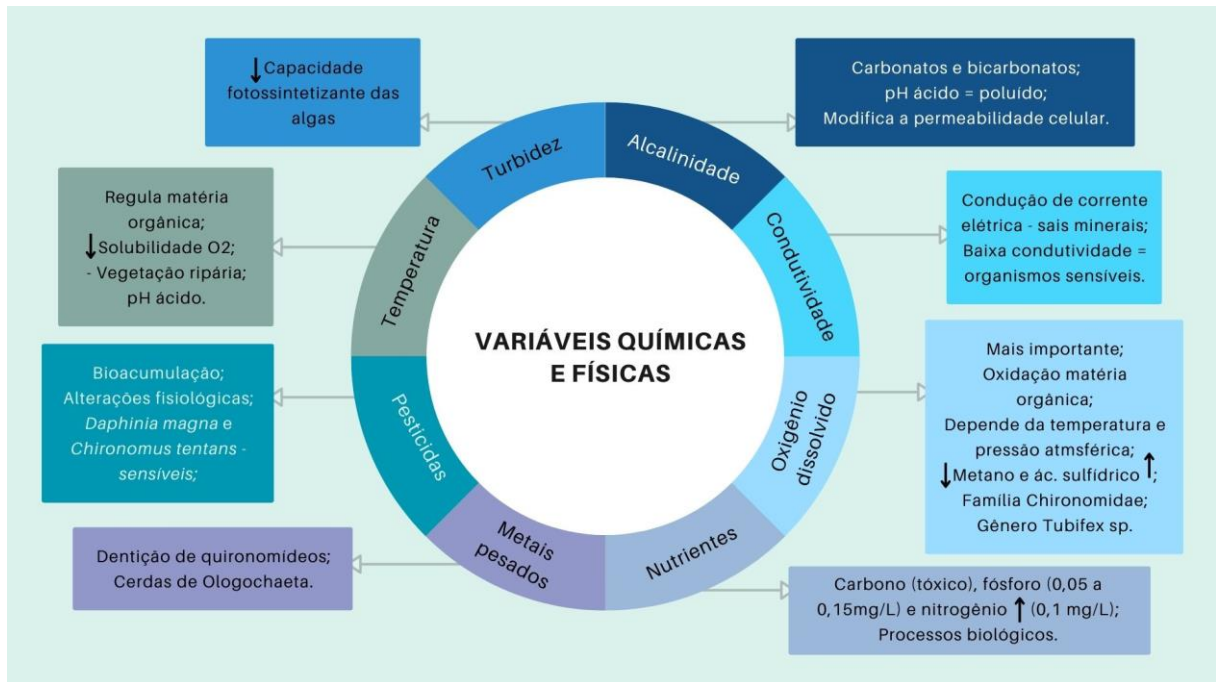 ↓Capacidade
fotossintetizante das
algas
Carbonatos e bicarbonatos;
pH ácido = poluído;
Modifica a permeabilidade celular.
Turbidez
Alcalinidade
Regula matéria
orgânica;
↓Solubilidade O2;
- Vegetação ripária;
pH ácido.
Temperatura
Condutividade
Condução de corrente
elétrica - sais minerais;
Baixa condutividade =
organismos sensíveis.
VARIÁVEIS QUÍMICAS
E FÍSICAS
Bioacumulação;
Alterações fisiológicas;
Daphinia magna e
Chironomus tentans -
sensíveis;
Pesticidas
Oxigênio
dissolvido
Mais importante;
Oxidação matéria
orgânica;
Depende da temperatura e
pressão atmsférica;
↓Metano e ác. sulfídrico ↑;
Família Chironomidae;
Gênero Tubifex sp.
Dentição de quironomídeos;
Cerdas de Ologochaeta.
Metais
pesados
Nutrientes
Carbono (tóxico), fósforo (0,05 a
0,15mg/L) e nitrogênio ↑ (0,1 mg/L);
Processos biológicos.